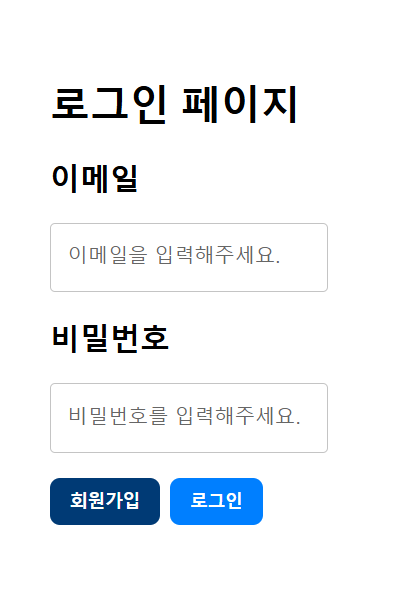 로그인 페이지
이메일
이메일을 입력해주세요.
비밀번호
비밀번호를 입력해주세요.
회원가입 로그인